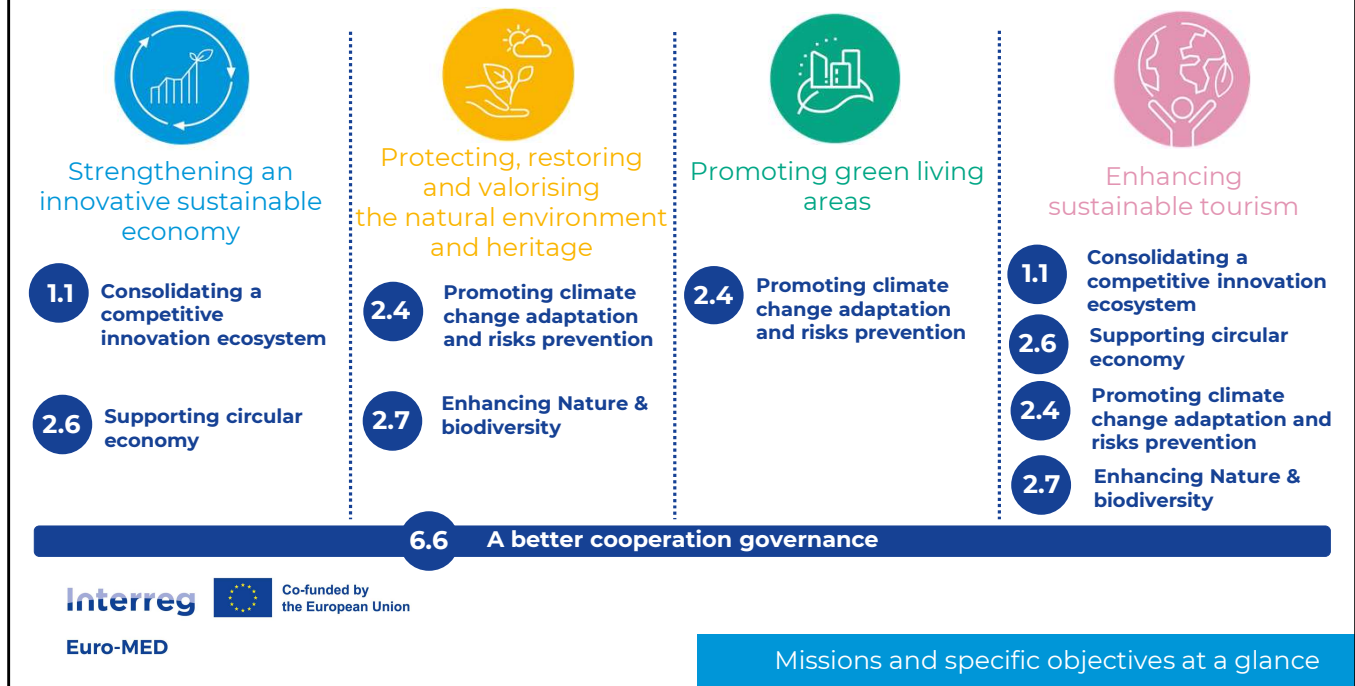 Strengthening an
innovative sustainable
economy
1.1
Consolidating a
competitive
innovation ecosystem
2.6
Supporting circular
economy
Protecting, restoring
and valorising
the natural environment
and heritage
2.4
Promoting climate
change adaptation
and risks prevention
2.7
Enhancing Nature &
biodiversity
Promoting green living
areas
2.4
Promoting climate
change adaptation
and risks prevention
Enhancing
sustainable tourism
1.1
Consolidating a
competitive innovation
ecosystem
2.6
Supporting circular
economy
2.4
Promoting climate
change adaptation and
risks prevention
2.7
Enhancing Nature &
biodiversity
6.6 A better cooperation governance
Interreg
Co-funded by
the European Union
Euro-MED
Missions and specific objectives at a glance